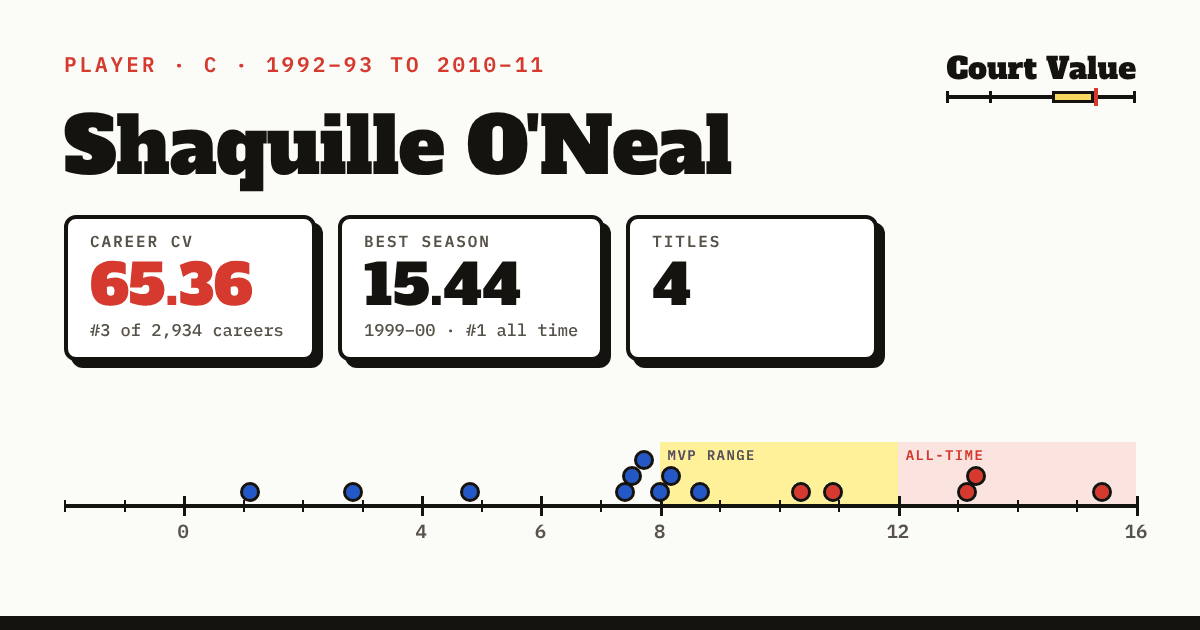 PLAYER · C · 1992–93 TO 2010–11
Court Value
Shaquille O'Neal
CAREER CV
65.36
#3 of 2,934 careers
BEST SEASON
15.44
1999–00 · #1 all time
TITLES
4
MVP RANGE
ALL-TIME
0 4 6 8 12 16